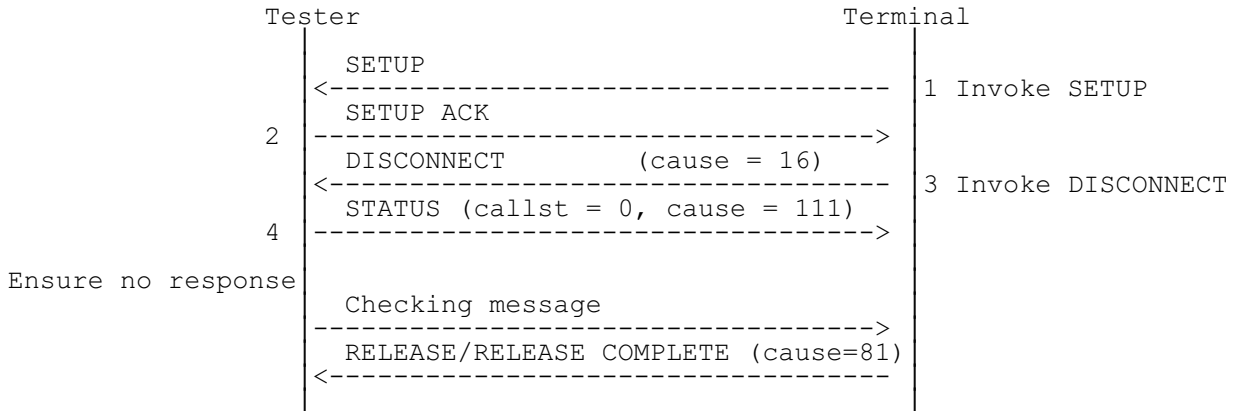 Tester Terminal
SETUP
<----------------------------------- 1 Invoke SETUP
SETUP ACK
2 ----------------------------------->
DISCONNECT (cause = 16)
<----------------------------------- 3 Invoke DISCONNECT
STATUS (callst = 0, cause = 111)
4 ----------------------------------->
Ensure no response
Checking message
----------------------------------->
RELEASE/RELEASE COMPLETE (cause=81)
<-----------------------------------